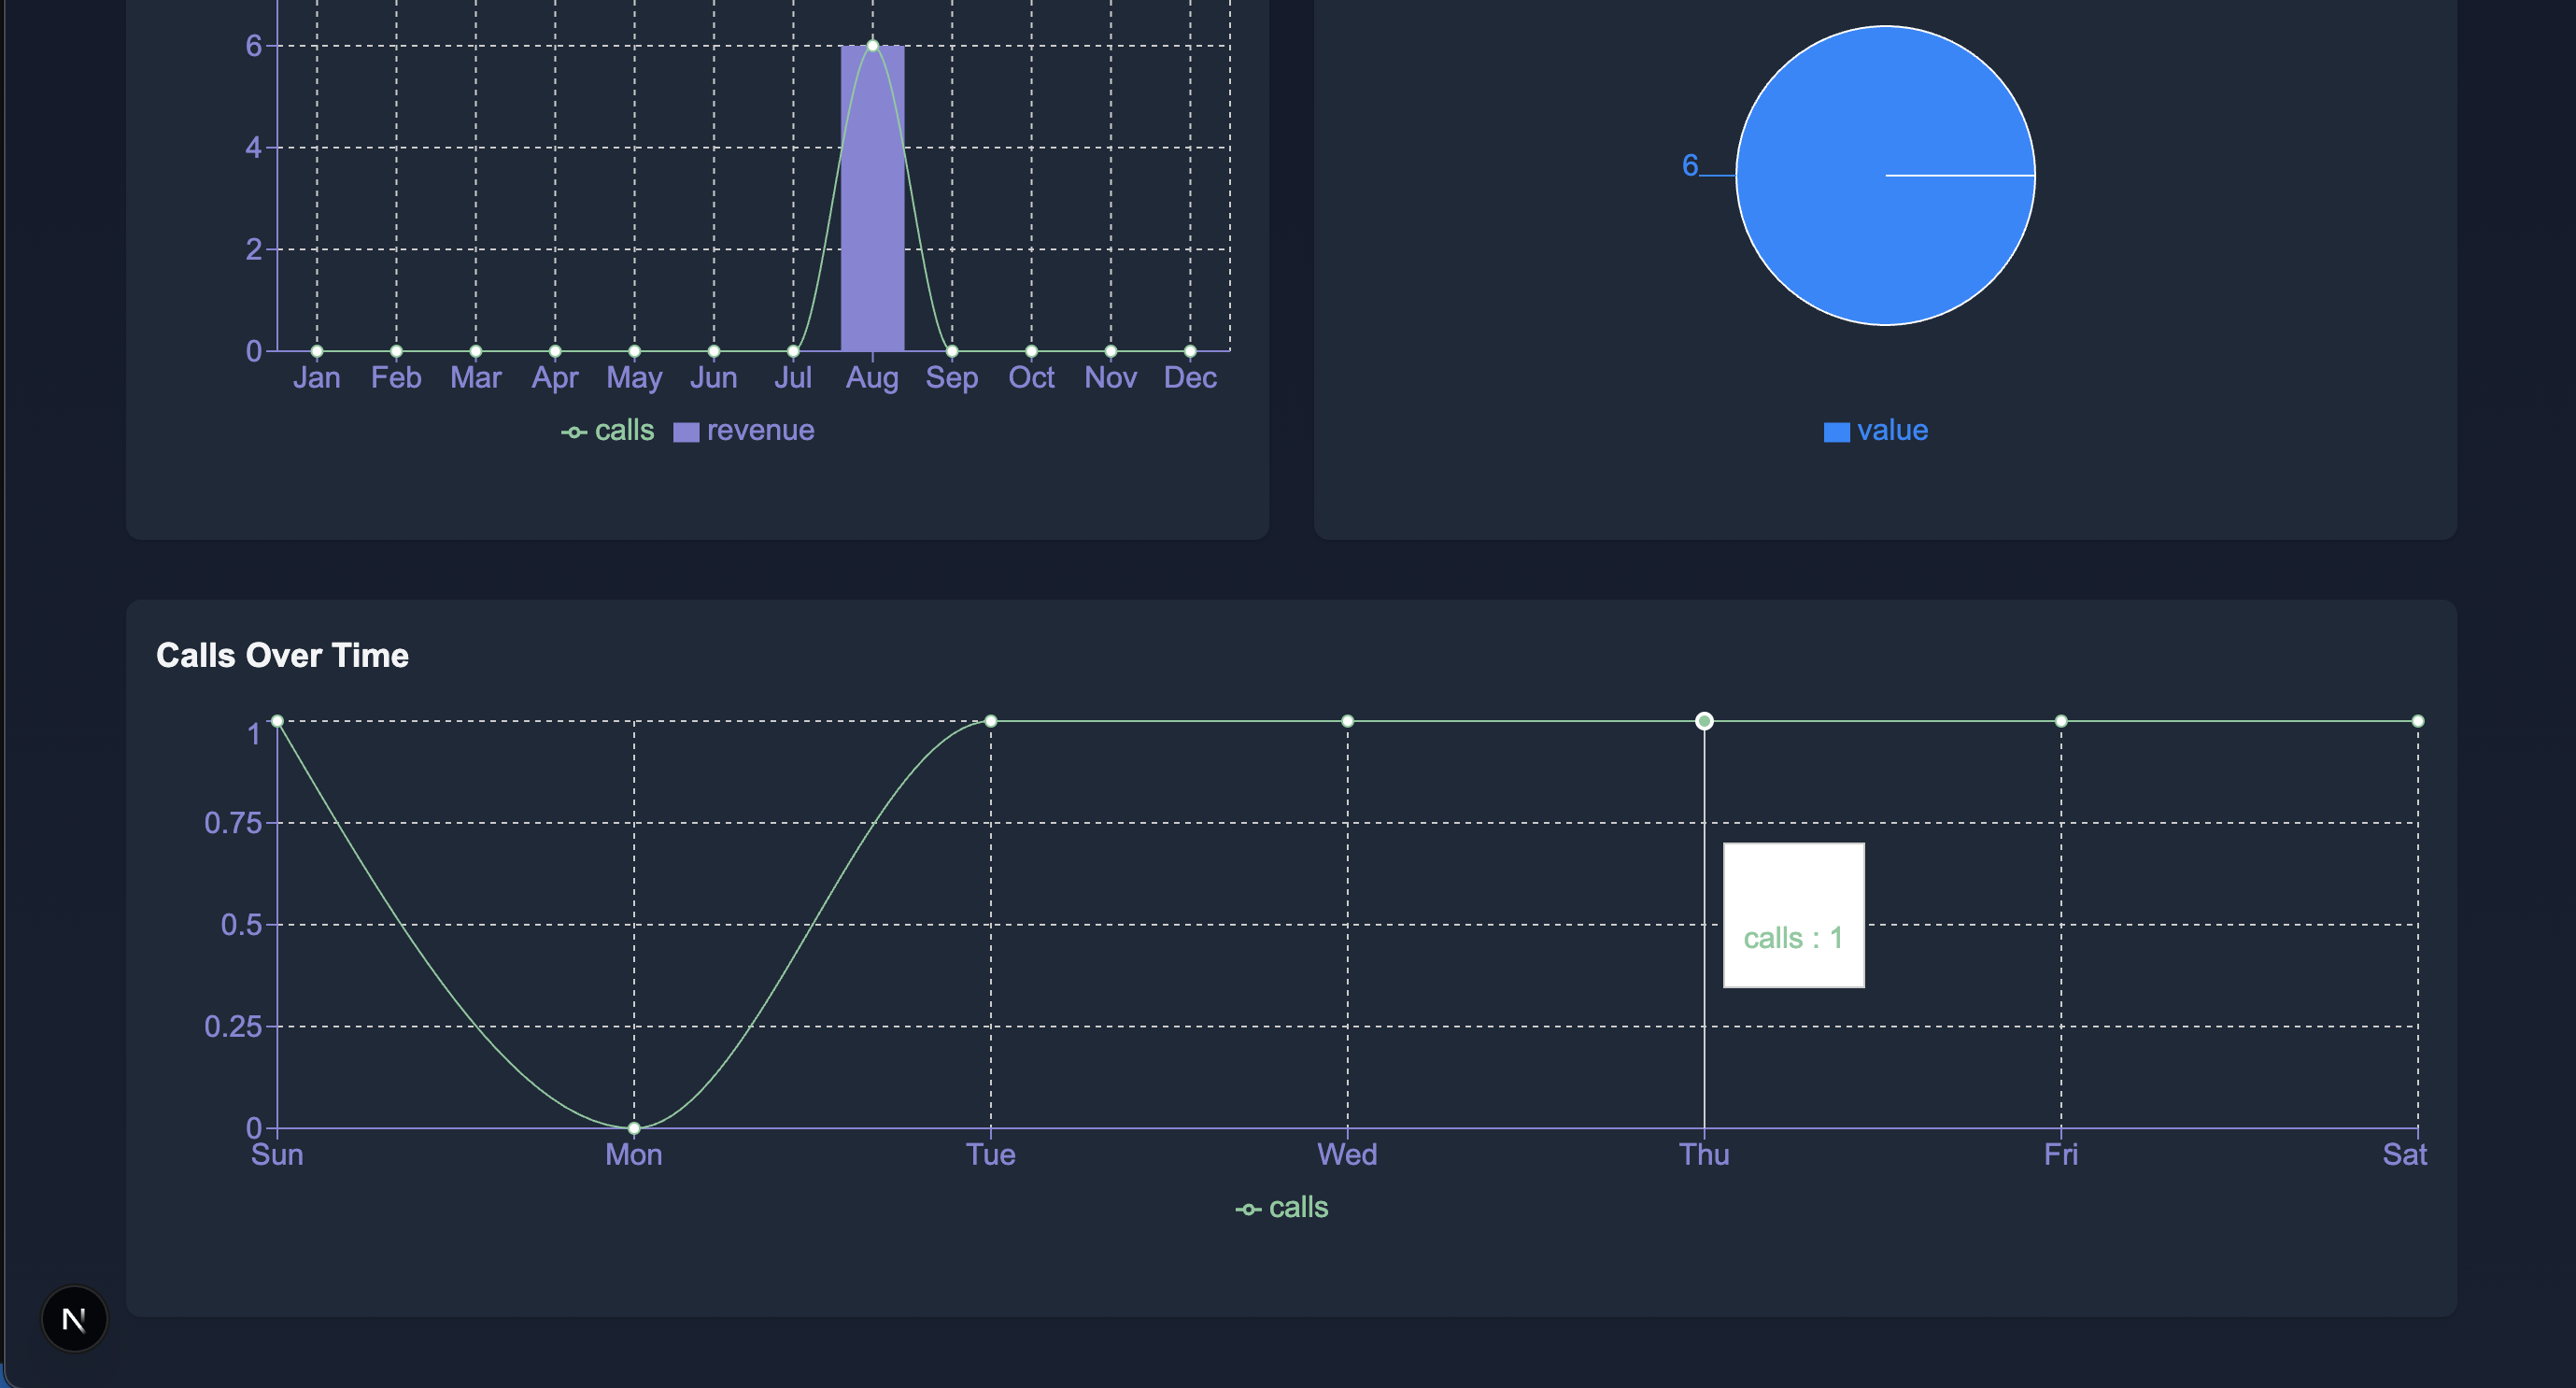 6
4
2
0
Jan Feb Mar Apr May Jun Jul Aug Sep Oct Nov Dec
calls revenue
6
value
Calls Over Time
1
0.75
0.5
0.25
0
calls : 1
Sun Mon Tue Wed Thu Fri Sat
calls
N